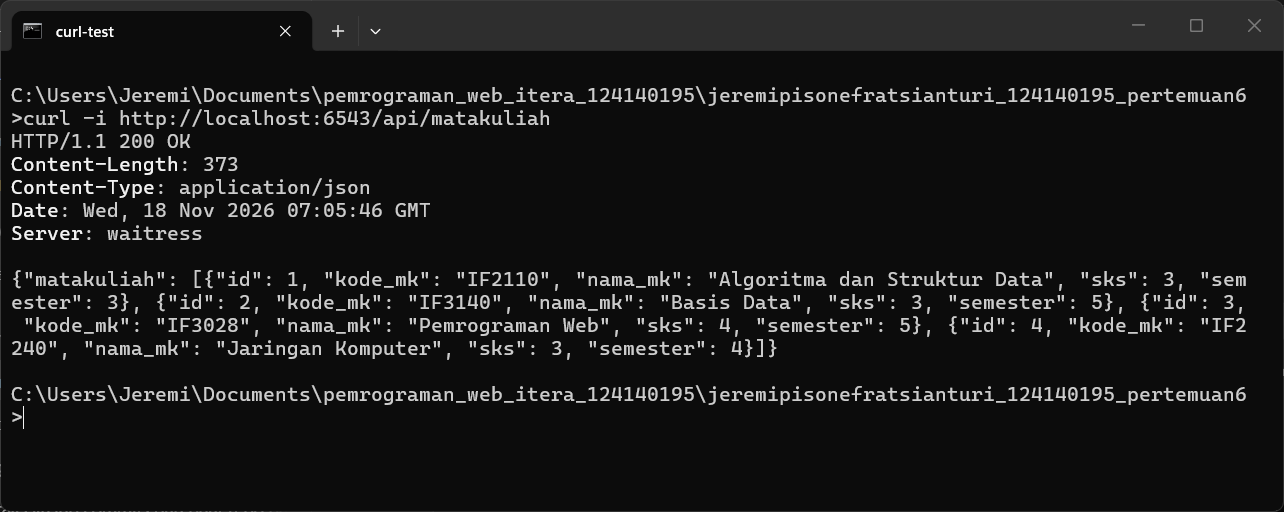 curl-test
C:\Users\Jeremi\Documents\pemrograman_web_itera_124140195\jeremipisonefratsianturi_124140195_pertemuan6
>curl -i http://localhost:6543/api/matakuliah
HTTP/1.1 200 OK
Content-Length: 373
Content-Type: application/json
Date: Wed, 18 Nov 2026 07:05:46 GMT
Server: waitress
{"matakuliah": [{"id": 1, "kode_mk": "IF2110", "nama_mk": "Algoritma dan Struktur Data", "sks": 3, "sem
ester": 3}, {"id": 2, "kode_mk": "IF3140", "nama_mk": "Basis Data", "sks": 3, "semester": 5}, {"id": 3,
 "kode_mk": "IF3028", "nama_mk": "Pemrograman Web", "sks": 4, "semester": 5}, {"id": 4, "kode_mk": "IF2
240", "nama_mk": "Jaringan Komputer", "sks": 3, "semester": 4}]}
C:\Users\Jeremi\Documents\pemrograman_web_itera_124140195\jeremipisonefratsianturi_124140195_pertemuan6
>